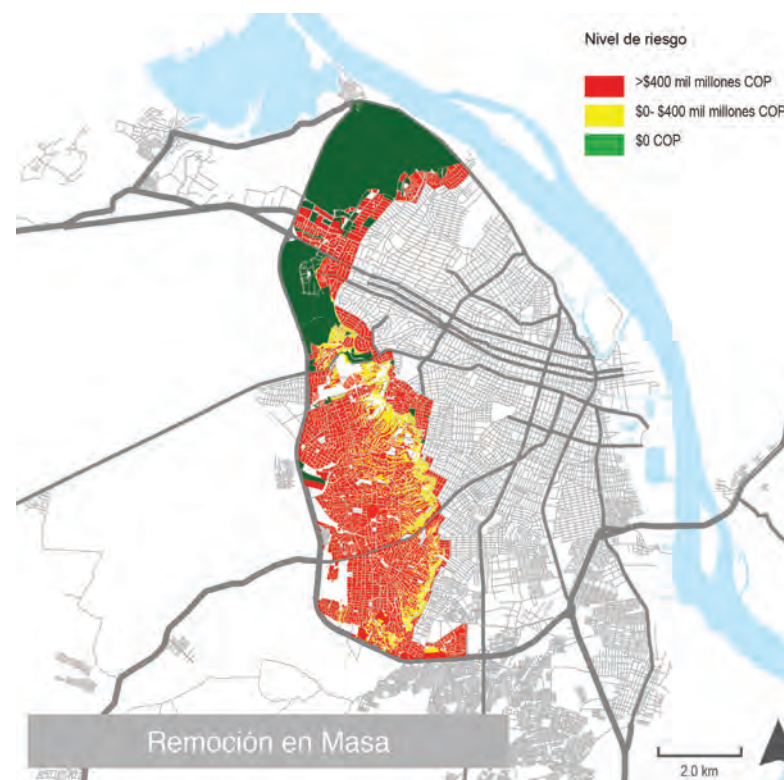 Nivel de riesgo
>$400 mil millones COP
$0- $400 mil millones COP
$0 COP
Remoción en Masa
2.0 km